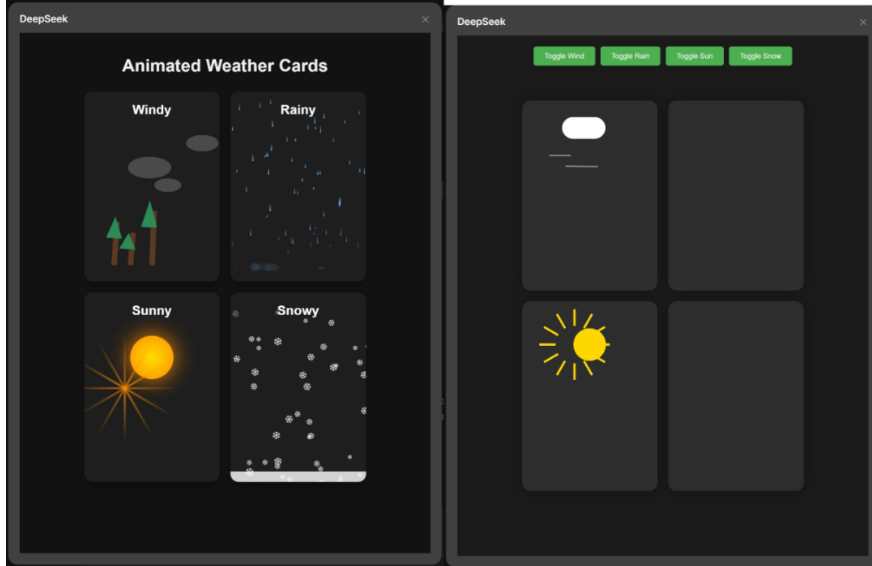 DeepSeek
Animated Weather Cards
Windy
Rainy
Sunny
Snowy
DeepSeek
Toggle Wind
Toggle Rain
Toggle Sun
Toggle Snow